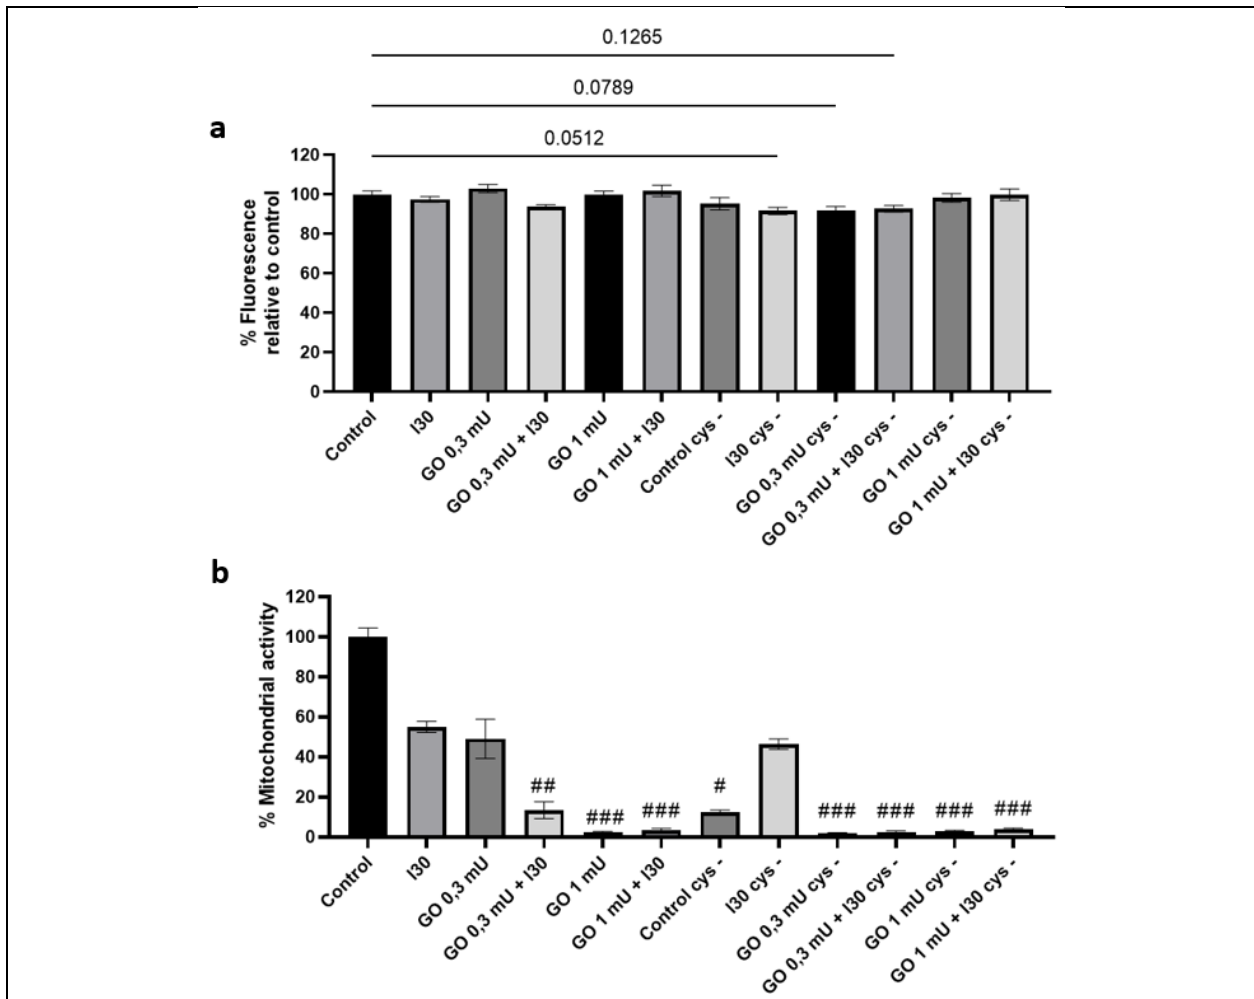 0.1265
0.0789
a
0.0512
120
100
80
60
40
20
0
% Fluorescence
relative to control
Control
I30
GO 0,3 mU
GO 0,3 mU + I30
GO 1 mU
GO 1 mU + I30
Control cys -
I30 cys -
GO 0,3 mU cys -
GO 0,3 mU + I30 cys -
GO 1 mU cys -
GO 1 mU + I30 cys -
b
120
100
80
60
40
20
0
% Mitochondrial activity
##
###
###
#
###
###
###
###
Control
I30
GO 0,3 mU
GO 0,3 mU + I30
GO 1 mU
GO 1 mU + I30
Control cys -
I30 cys -
GO 0,3 mU cys -
GO 0,3 mU + I30 cys -
GO 1 mU cys -
GO 1 mU + I30 cys -